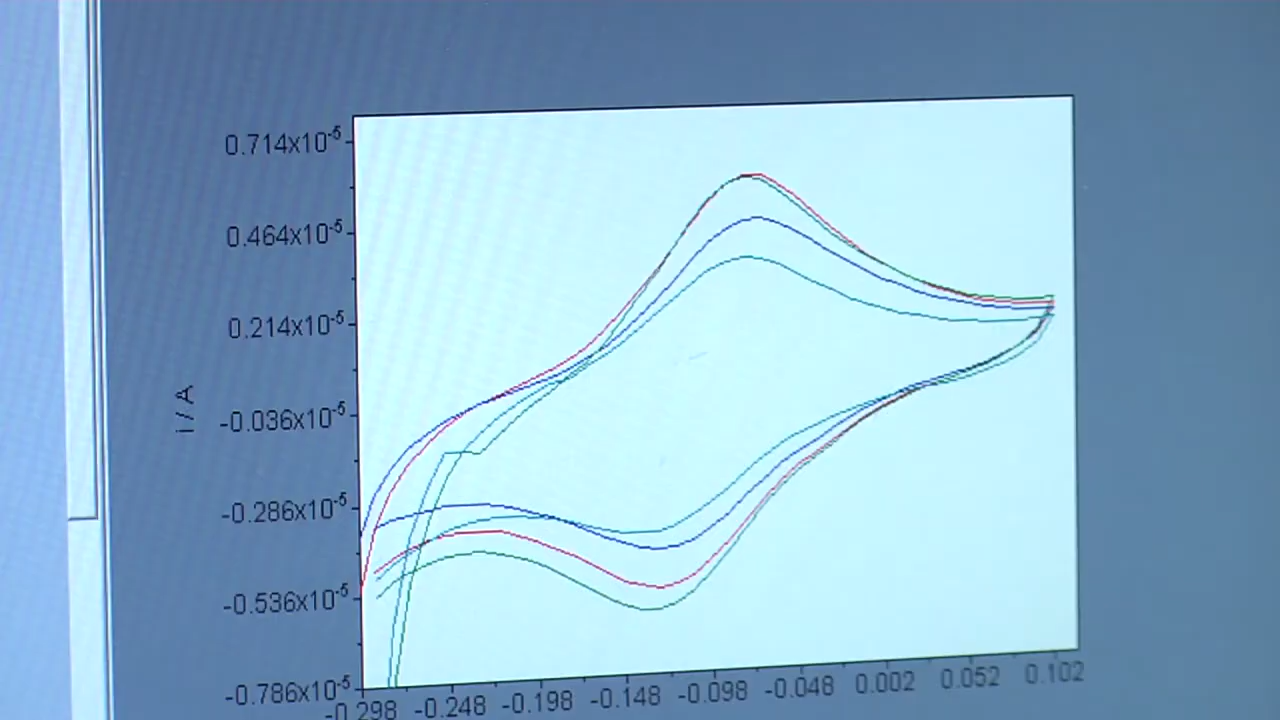 0.714x10⁻⁵
0.464x10⁻⁵
0.214x10⁻⁵
-0.036x10⁻⁵
-0.286x10⁻⁵
-0.536x10⁻⁵
-0.786x10⁻⁵
i / A
-0.298 -0.248 -0.198 -0.148 -0.098 -0.048 0.002 0.052 0.102